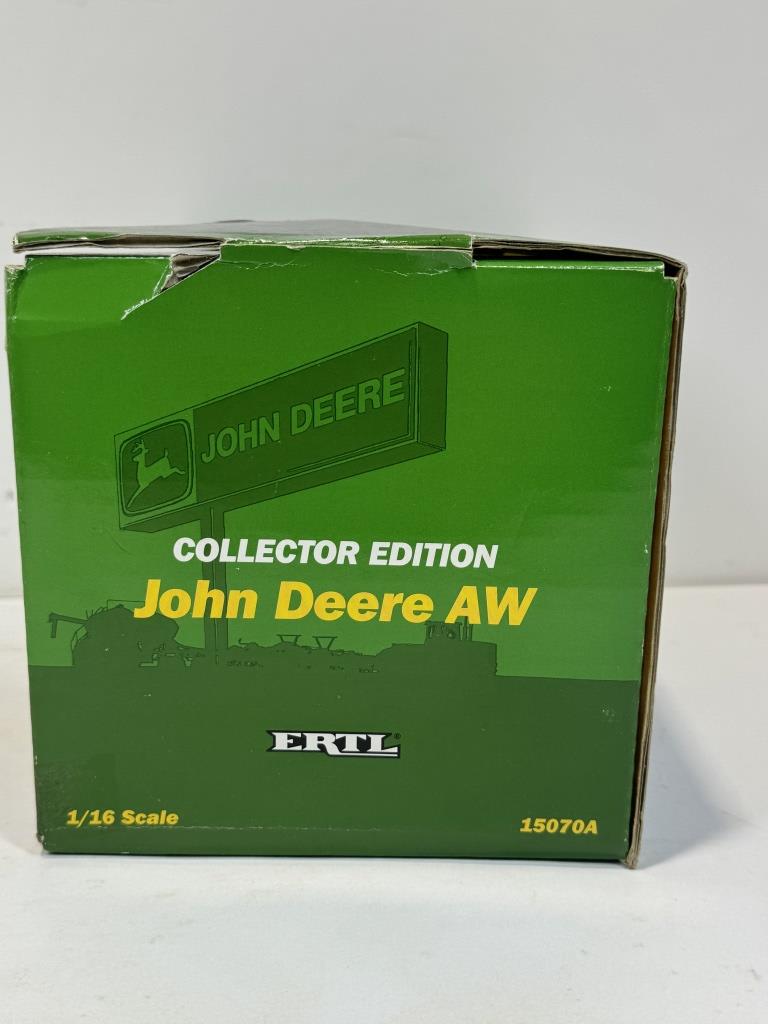 JOHN DEERE
COLLECTOR EDITION
John Deere AW
ERTL®
1/16 Scale
15070A